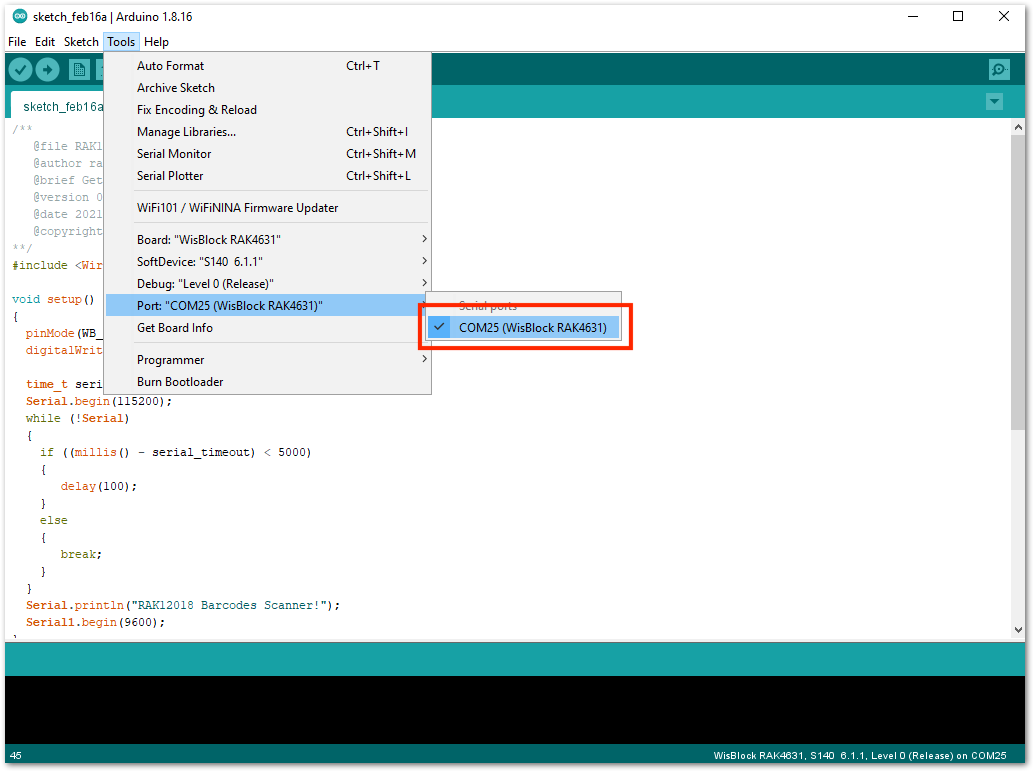 sketch_feb16a | Arduino 1.8.16
File Edit Sketch Tools Help
Auto Format Ctrl+T
Archive Sketch
Fix Encoding & Reload
Manage Libraries... Ctrl+Shift+I
Serial Monitor Ctrl+Shift+M
Serial Plotter Ctrl+Shift+L
WiFi101 / WiFiNINA Firmware Updater
Board: "WisBlock RAK4631"
SoftDevice: "S140 6.1.1"
Debug: "Level 0 (Release)"
Port: "COM25 (WisBlock RAK4631)"
Get Board Info
Programmer
Burn Bootloader
Serial ports
COM25 (WisBlock RAK4631)
sketch_feb16a
/**
@file RAK1
@author ra
@brief Get
@version 0
@date 2021
@copyright
**/
#include <Wir
void setup()
{
pinMode(WB_
digitalWrit
time_t seri
Serial.begin(115200);
while (!Serial)
{
if ((millis() - serial_timeout) < 5000)
{
delay(100);
}
else
{
break;
}
}
Serial.println("RAK12018 Barcodes Scanner!");
Serial1.begin(9600);
45
WisBlock RAK4631, S140 6.1.1, Level 0 (Release) on COM25